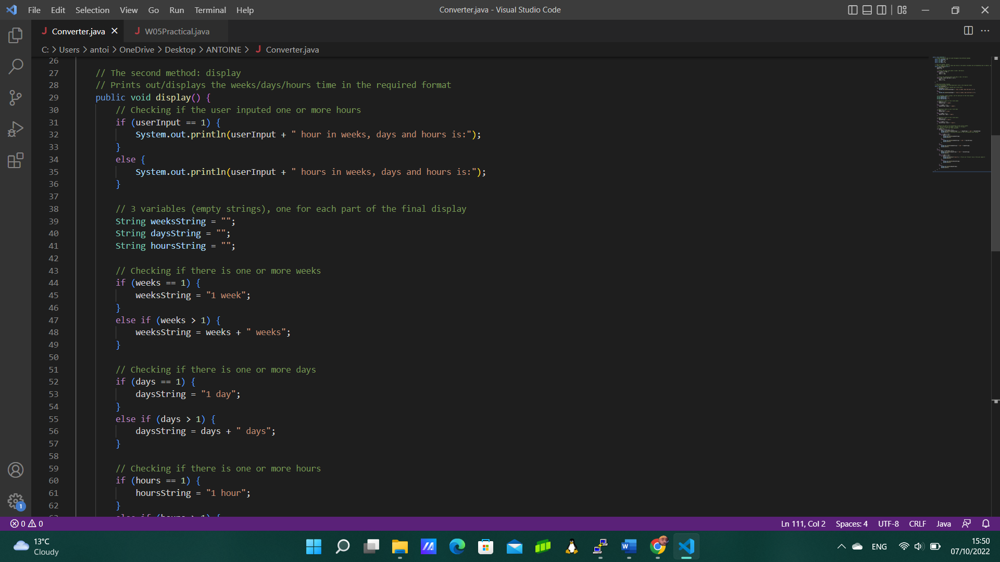 File Edit Selection View Go Run Terminal Help
Converter.java - Visual Studio Code
Converter.java W05Practical.java
C: > Users > antoi > OneDrive > Desktop > ANTOINE > Converter.java
26
27 // The second method: display
28 // Prints out/displays the weeks/days/hours time in the required format
29 public void display() {
30 // Checking if the user inputed one or more hours
31 if (userInput == 1) {
32 System.out.println(userInput + " hour in weeks, days and hours is:");
33 }
34 else {
35 System.out.println(userInput + " hours in weeks, days and hours is:");
36 }
37
38 // 3 variables (empty strings), one for each part of the final display
39 String weeksString = "";
40 String daysString = "";
41 String hoursString = "";
42
43 // Checking if there is one or more weeks
44 if (weeks == 1) {
45 weeksString = "1 week";
46 }
47 else if (weeks > 1) {
48 weeksString = weeks + " weeks";
49 }
50
51 // Checking if there is one or more days
52 if (days == 1) {
53 daysString = "1 day";
54 }
55 else if (days > 1) {
56 daysString = days + " days";
57 }
58
59 // Checking if there is one or more hours
60 if (hours == 1) {
61 hoursString = "1 hour";
62 }
63 else if (hours > 1) {
1
0 0 Ln 111, Col 2 Spaces: 4 UTF-8 CRLF Java
13°C
Cloudy
ENG
15:50
07/10/2022